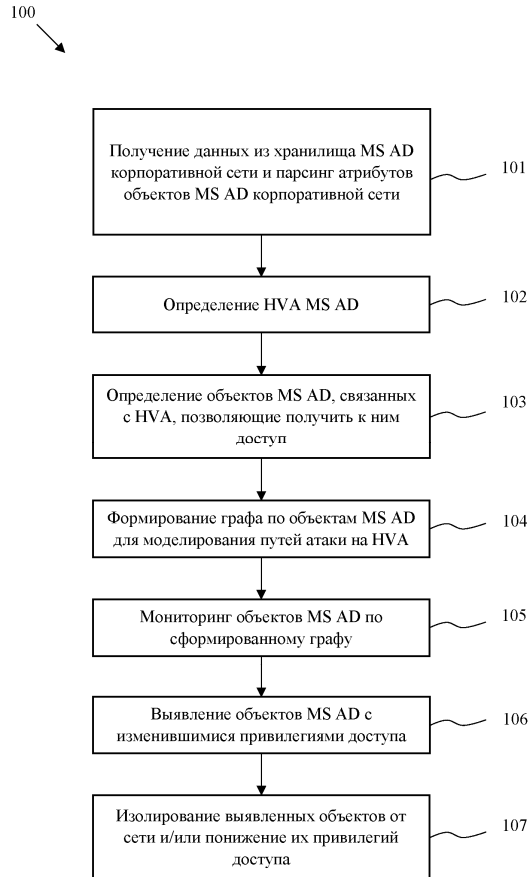 100
Получение данных из хранилища MS AD
корпоративной сети и парсинг атрибутов
объектов MS AD корпоративной сети
101
Определение HVA MS AD
102
Определение объектов MS AD, связанных
с HVA, позволяющие получить к ним
доступ
103
Формирование графа по объектам MS AD
для моделирования путей атаки на HVA
104
Мониторинг объектов MS AD по
сформированному графу
105
Выявление объектов MS AD с
изменившимися привилегиями доступа
106
Изолирование выявленных объектов от
сети и/или понижение их привилегий
доступа
107